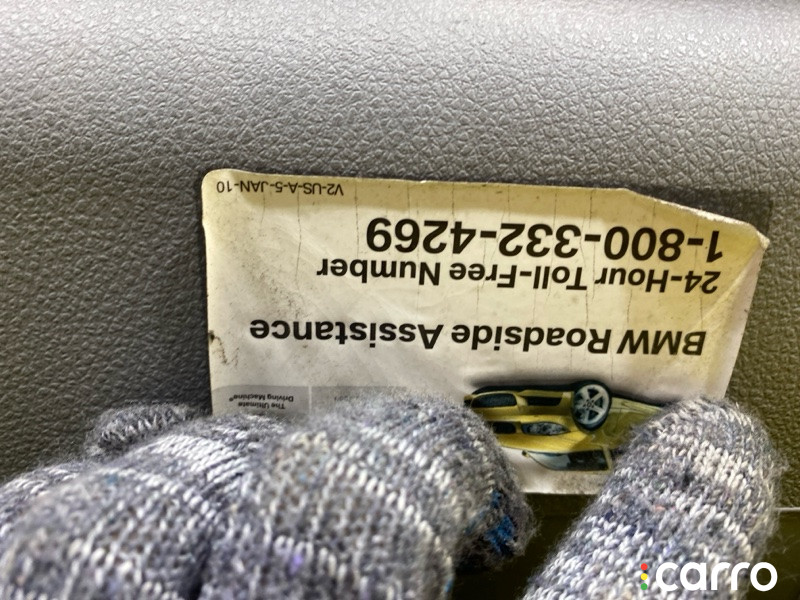 BMW Roadside Assistance
24-Hour Toll-Free Number
1-800-332-4269
V2-US-A-5-JAN-10
The Ultimate
Driving Machine®
carro